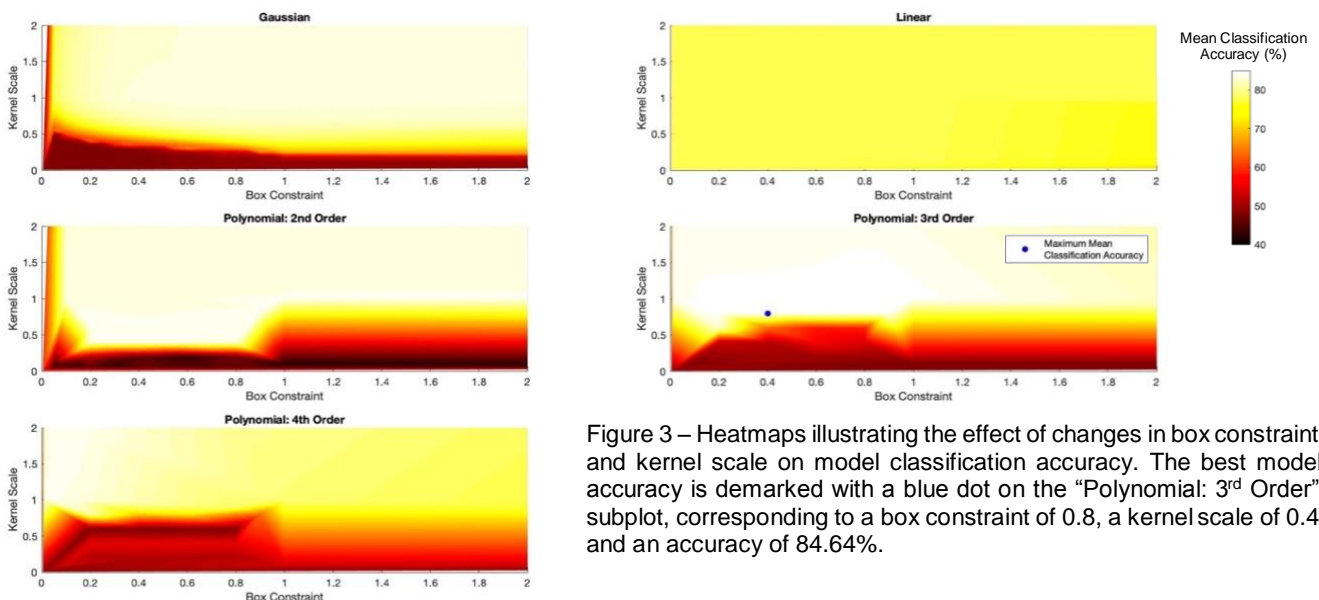 Gaussian
2
1.5
1
0.5
0
Kernel Scale
0 0.2 0.4 0.6 0.8 1 1.2 1.4 1.6 1.8 2
Box Constraint
Linear
2
1.5
1
0.5
0
Kernel Scale
0 0.2 0.4 0.6 0.8 1 1.2 1.4 1.6 1.8 2
Box Constraint
Mean Classification
Accuracy (%)
80
70
60
50
40
Polynomial: 2nd Order
2
1.5
1
0.5
0
Kernel Scale
0 0.2 0.4 0.6 0.8 1 1.2 1.4 1.6 1.8 2
Box Constraint
Polynomial: 3rd Order
2
1.5
1
0.5
0
Kernel Scale
Maximum Mean
Classification Accuracy
0 0.2 0.4 0.6 0.8 1 1.2 1.4 1.6 1.8 2
Box Constraint
Polynomial: 4th Order
2
1.5
1
0.5
0
Kernel Scale
0 0.2 0.4 0.6 0.8 1 1.2 1.4 1.6 1.8 2
Box Constraint
Figure 3 – Heatmaps illustrating the effect of changes in box constraint
and kernel scale on model classification accuracy. The best model
accuracy is demarked with a blue dot on the “Polynomial: 3rd Order”
subplot, corresponding to a box constraint of 0.8, a kernel scale of 0.4
and an accuracy of 84.64%.